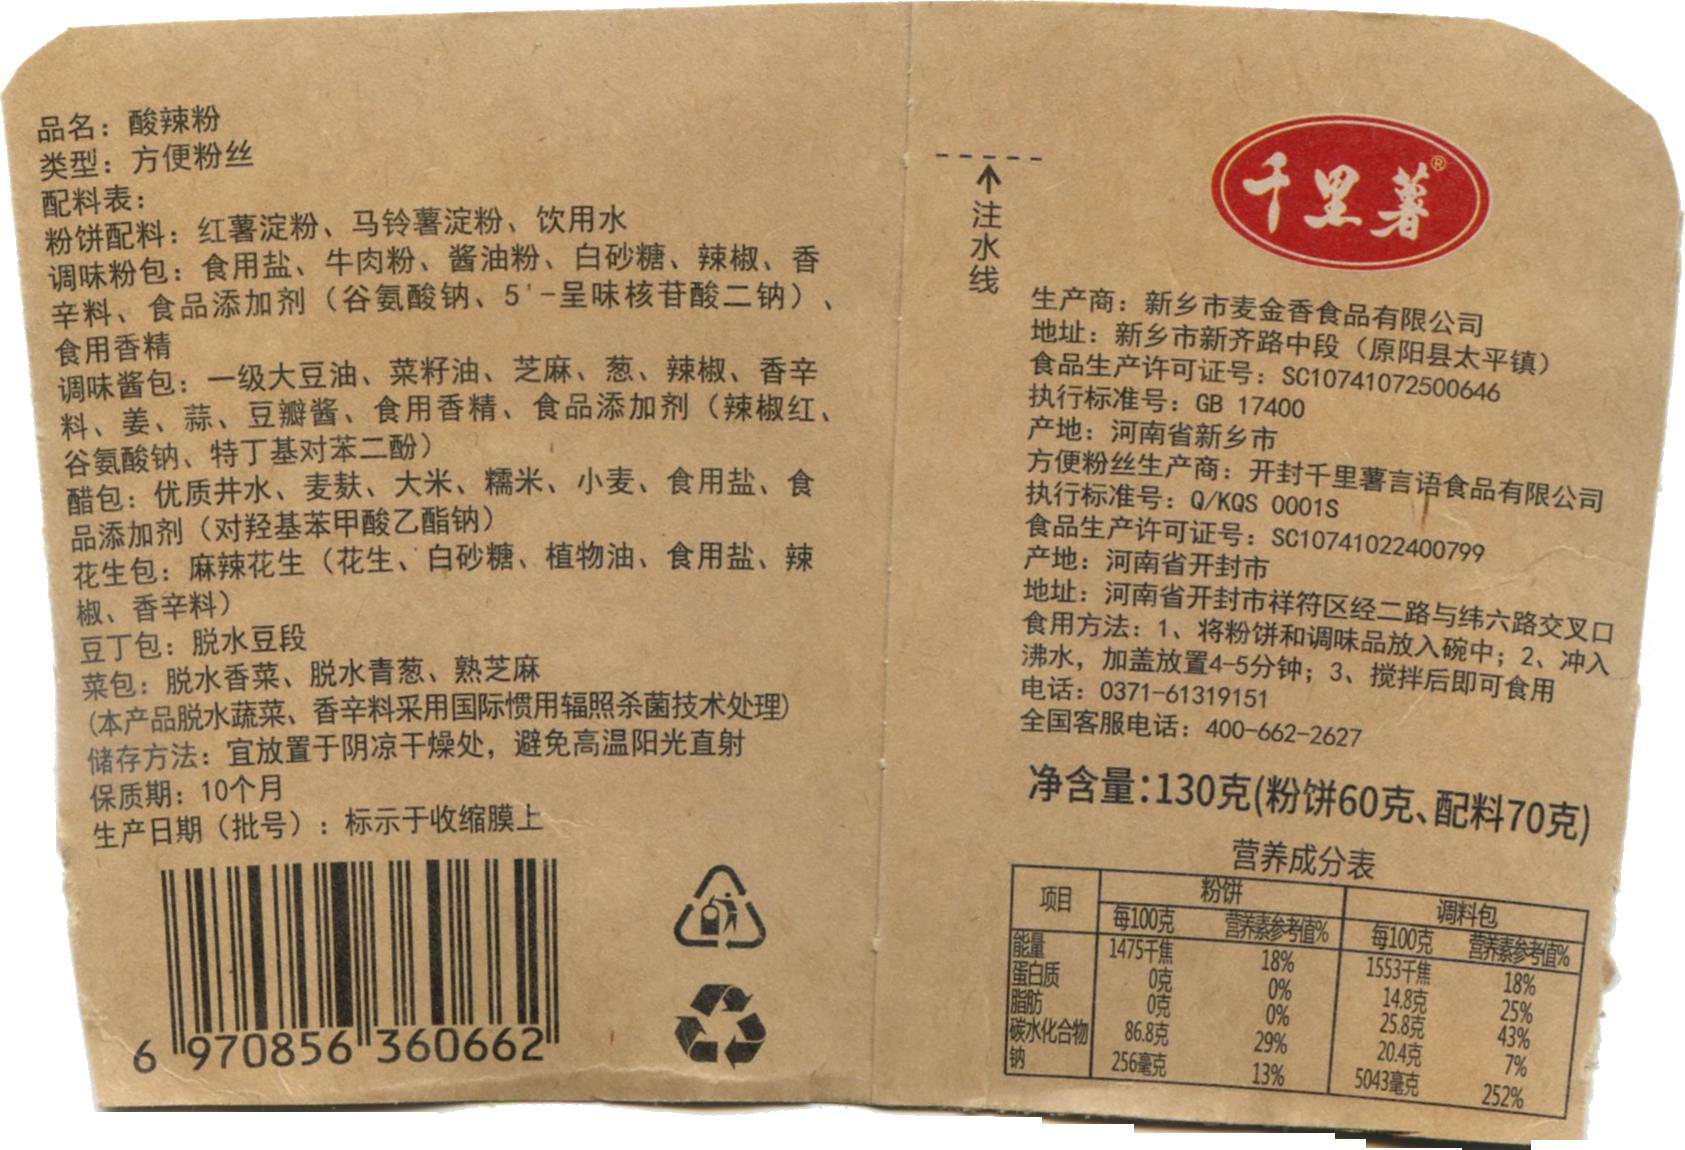 品名：酸辣粉
类型：方便粉丝
配料表：
粉饼配料：红薯淀粉、马铃薯淀粉、饮用水
调味粉包：食用盐、牛肉粉、酱油粉、白砂糖、辣椒、香
辛料、食品添加剂（谷氨酸钠、5'-呈味核苷酸二钠）、
食用香精
调味酱包：一级大豆油、菜籽油、芝麻、葱、辣椒、香辛
料、姜、蒜、豆瓣酱、食用香精、食品添加剂（辣椒红、
谷氨酸钠、特丁基对苯二酚）
醋包：优质井水、麦麸、大米、糯米、小麦、食用盐、食
品添加剂（对羟基苯甲酸乙酯钠）
花生包：麻辣花生（花生、白砂糖、植物油、食用盐、辣
椒、香辛料）
豆丁包：脱水豆段
菜包：脱水香菜、脱水青葱、熟芝麻
(本产品脱水蔬菜、香辛料采用国际惯用辐照杀菌技术处理)
储存方法：宜放置于阴凉干燥处，避免高温阳光直射
保质期：10个月
生产日期（批号）：标示于收缩膜上
6 970856 360662
注水线
千里薯®
生产商：新乡市麦金香食品有限公司
地址：新乡市新齐路中段（原阳县太平镇）
食品生产许可证号：SC10741072500646
执行标准号：GB 17400
产地：河南省新乡市
方便粉丝生产商：开封千里薯言语食品有限公司
执行标准号：Q/KQS 0001S
食品生产许可证号：SC10741022400799
产地：河南省开封市
地址：河南省开封市祥符区经二路与纬六路交叉口
食用方法：1、将粉饼和调味品放入碗中；2、冲入
沸水，加盖放置4-5分钟；3、搅拌后即可食用
电话：0371-61319151
全国客服电话：400-662-2627
净含量：130克(粉饼60克、配料70克)
营养成分表
项目 粉饼 调料包
每100克 营养素参考值% 每100克 营养素参考值%
能量 1475千焦 18% 1553千焦 18%
蛋白质 0克 0% 14.8克 25%
脂肪 0克 0% 25.8克 43%
碳水化合物 86.8克 29% 20.4克 7%
钠 256毫克 13% 5043毫克 252%